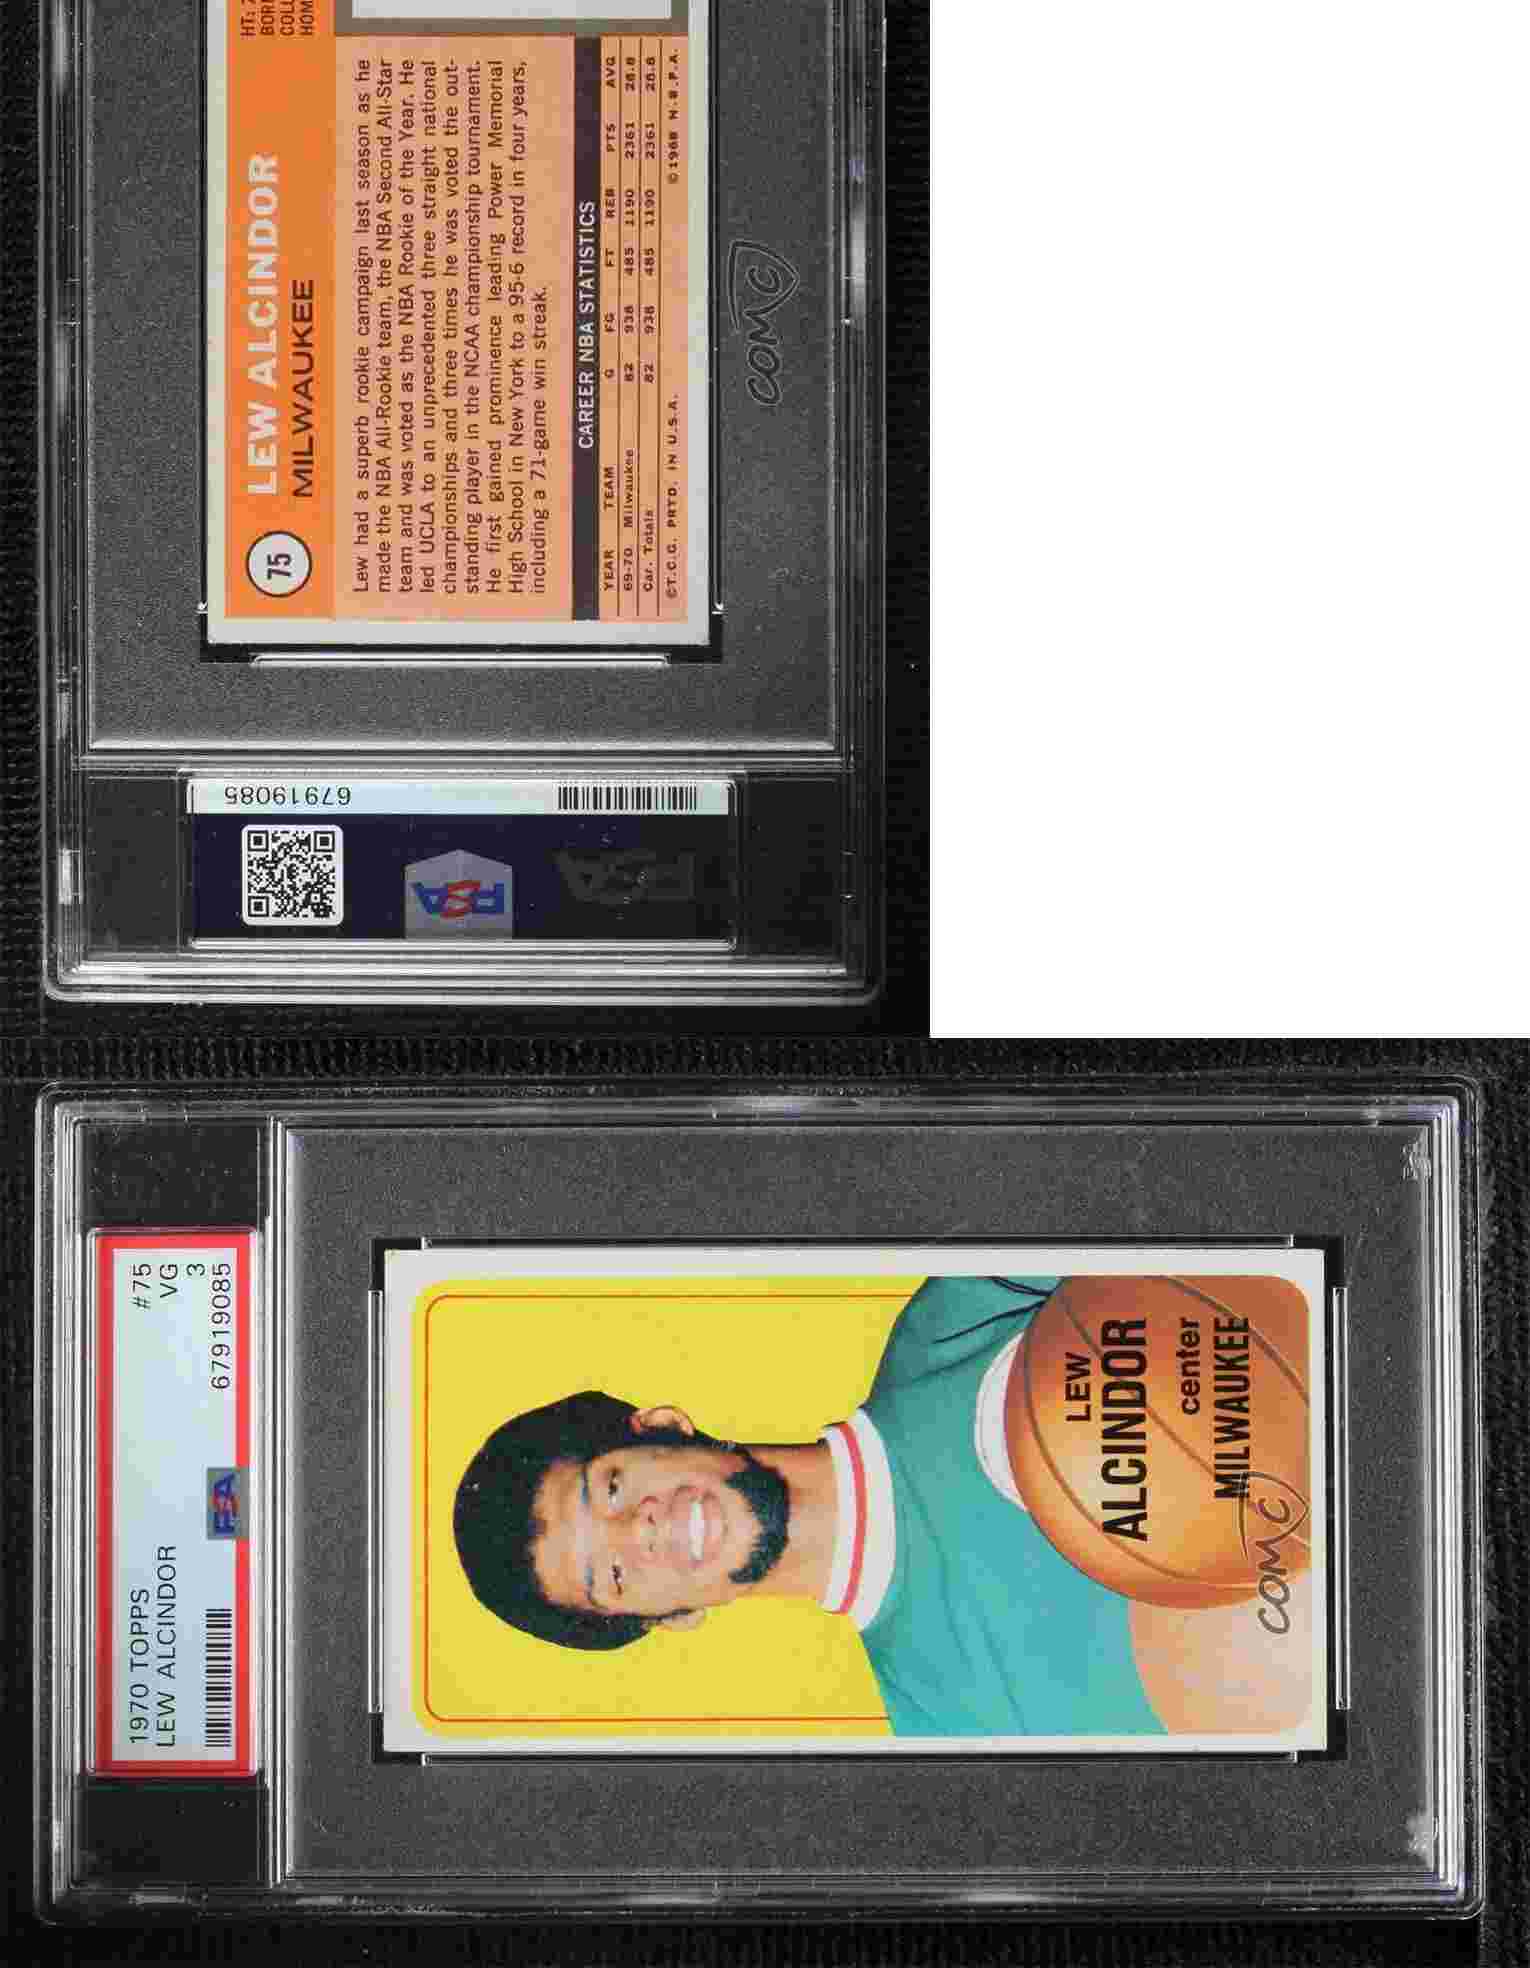 HT:
BOR
COLL
HOM
75
LEW ALCINDOR
MILWAUKEE
Lew had a superb rookie campaign last season as he
made the NBA All-Rookie team, the NBA Second All-Star
team and was voted as the NBA Rookie of the Year. He
led UCLA to an unprecedented three straight national
championships and three times he was voted the out-
standing player in the NCAA championship tournament.
He first gained prominence leading Power Memorial
High School in New York to a 95-6 record in four years,
including a 71-game win streak.
CAREER NBA STATISTICS
YEAR TEAM G FG FT REB PTS AVG
69-70 Milwaukee 82 938 485 1190 2361 28.8
Car. Totals 82 938 485 1190 2361 28.8
©T.C.G. PRTD. IN U.S.A. ©1968 N.B.P.A.
COMC
67919085
PSA
1970 TOPPS #75
LEW ALCINDOR VG
3
PSA 67919085
LEW
ALCINDOR
center
MILWAUKEE
COMC